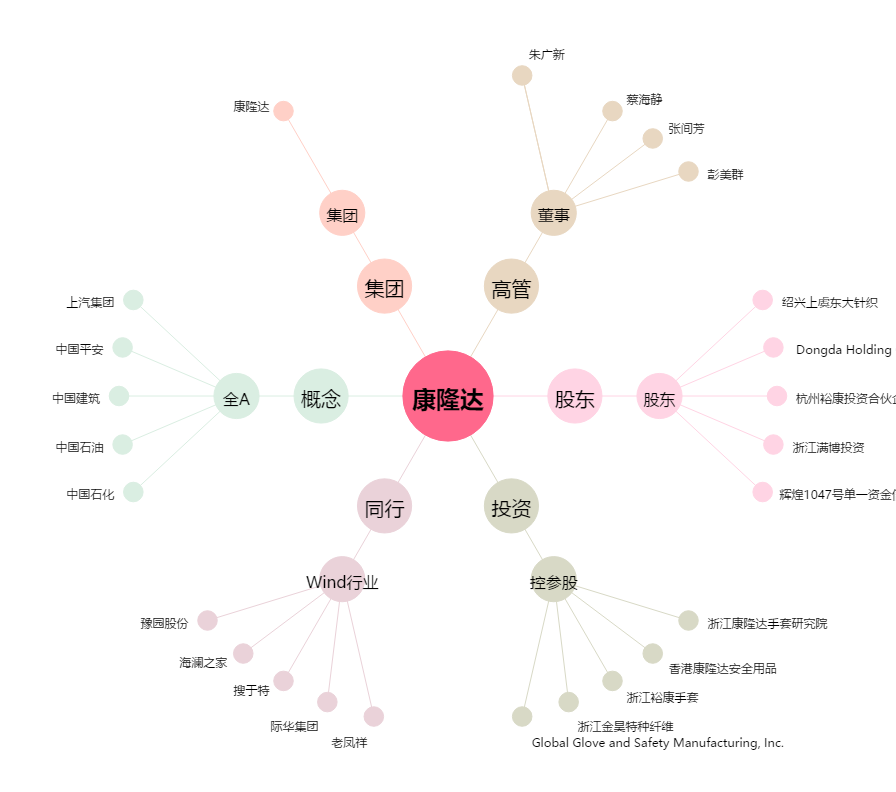 朱广新
蔡海静
康隆达
张间芳
彭美群
集团
董事
集团
高管
上汽集团
绍兴上虞东大针织
中国平安
Dongda Holding
康隆达
全A
概念
股东
股东
中国建筑
杭州裕康投资合伙企
中国石油
浙江满博投资
中国石化
辉煌1047号单一资金信
同行
投资
Wind行业
控参股
豫园股份
浙江康隆达手套研究院
海澜之家
香港康隆达安全用品
搜于特
浙江裕康手套
际华集团
浙江金昊特种纤维
老凤祥
Global Glove and Safety Manufacturing, Inc.